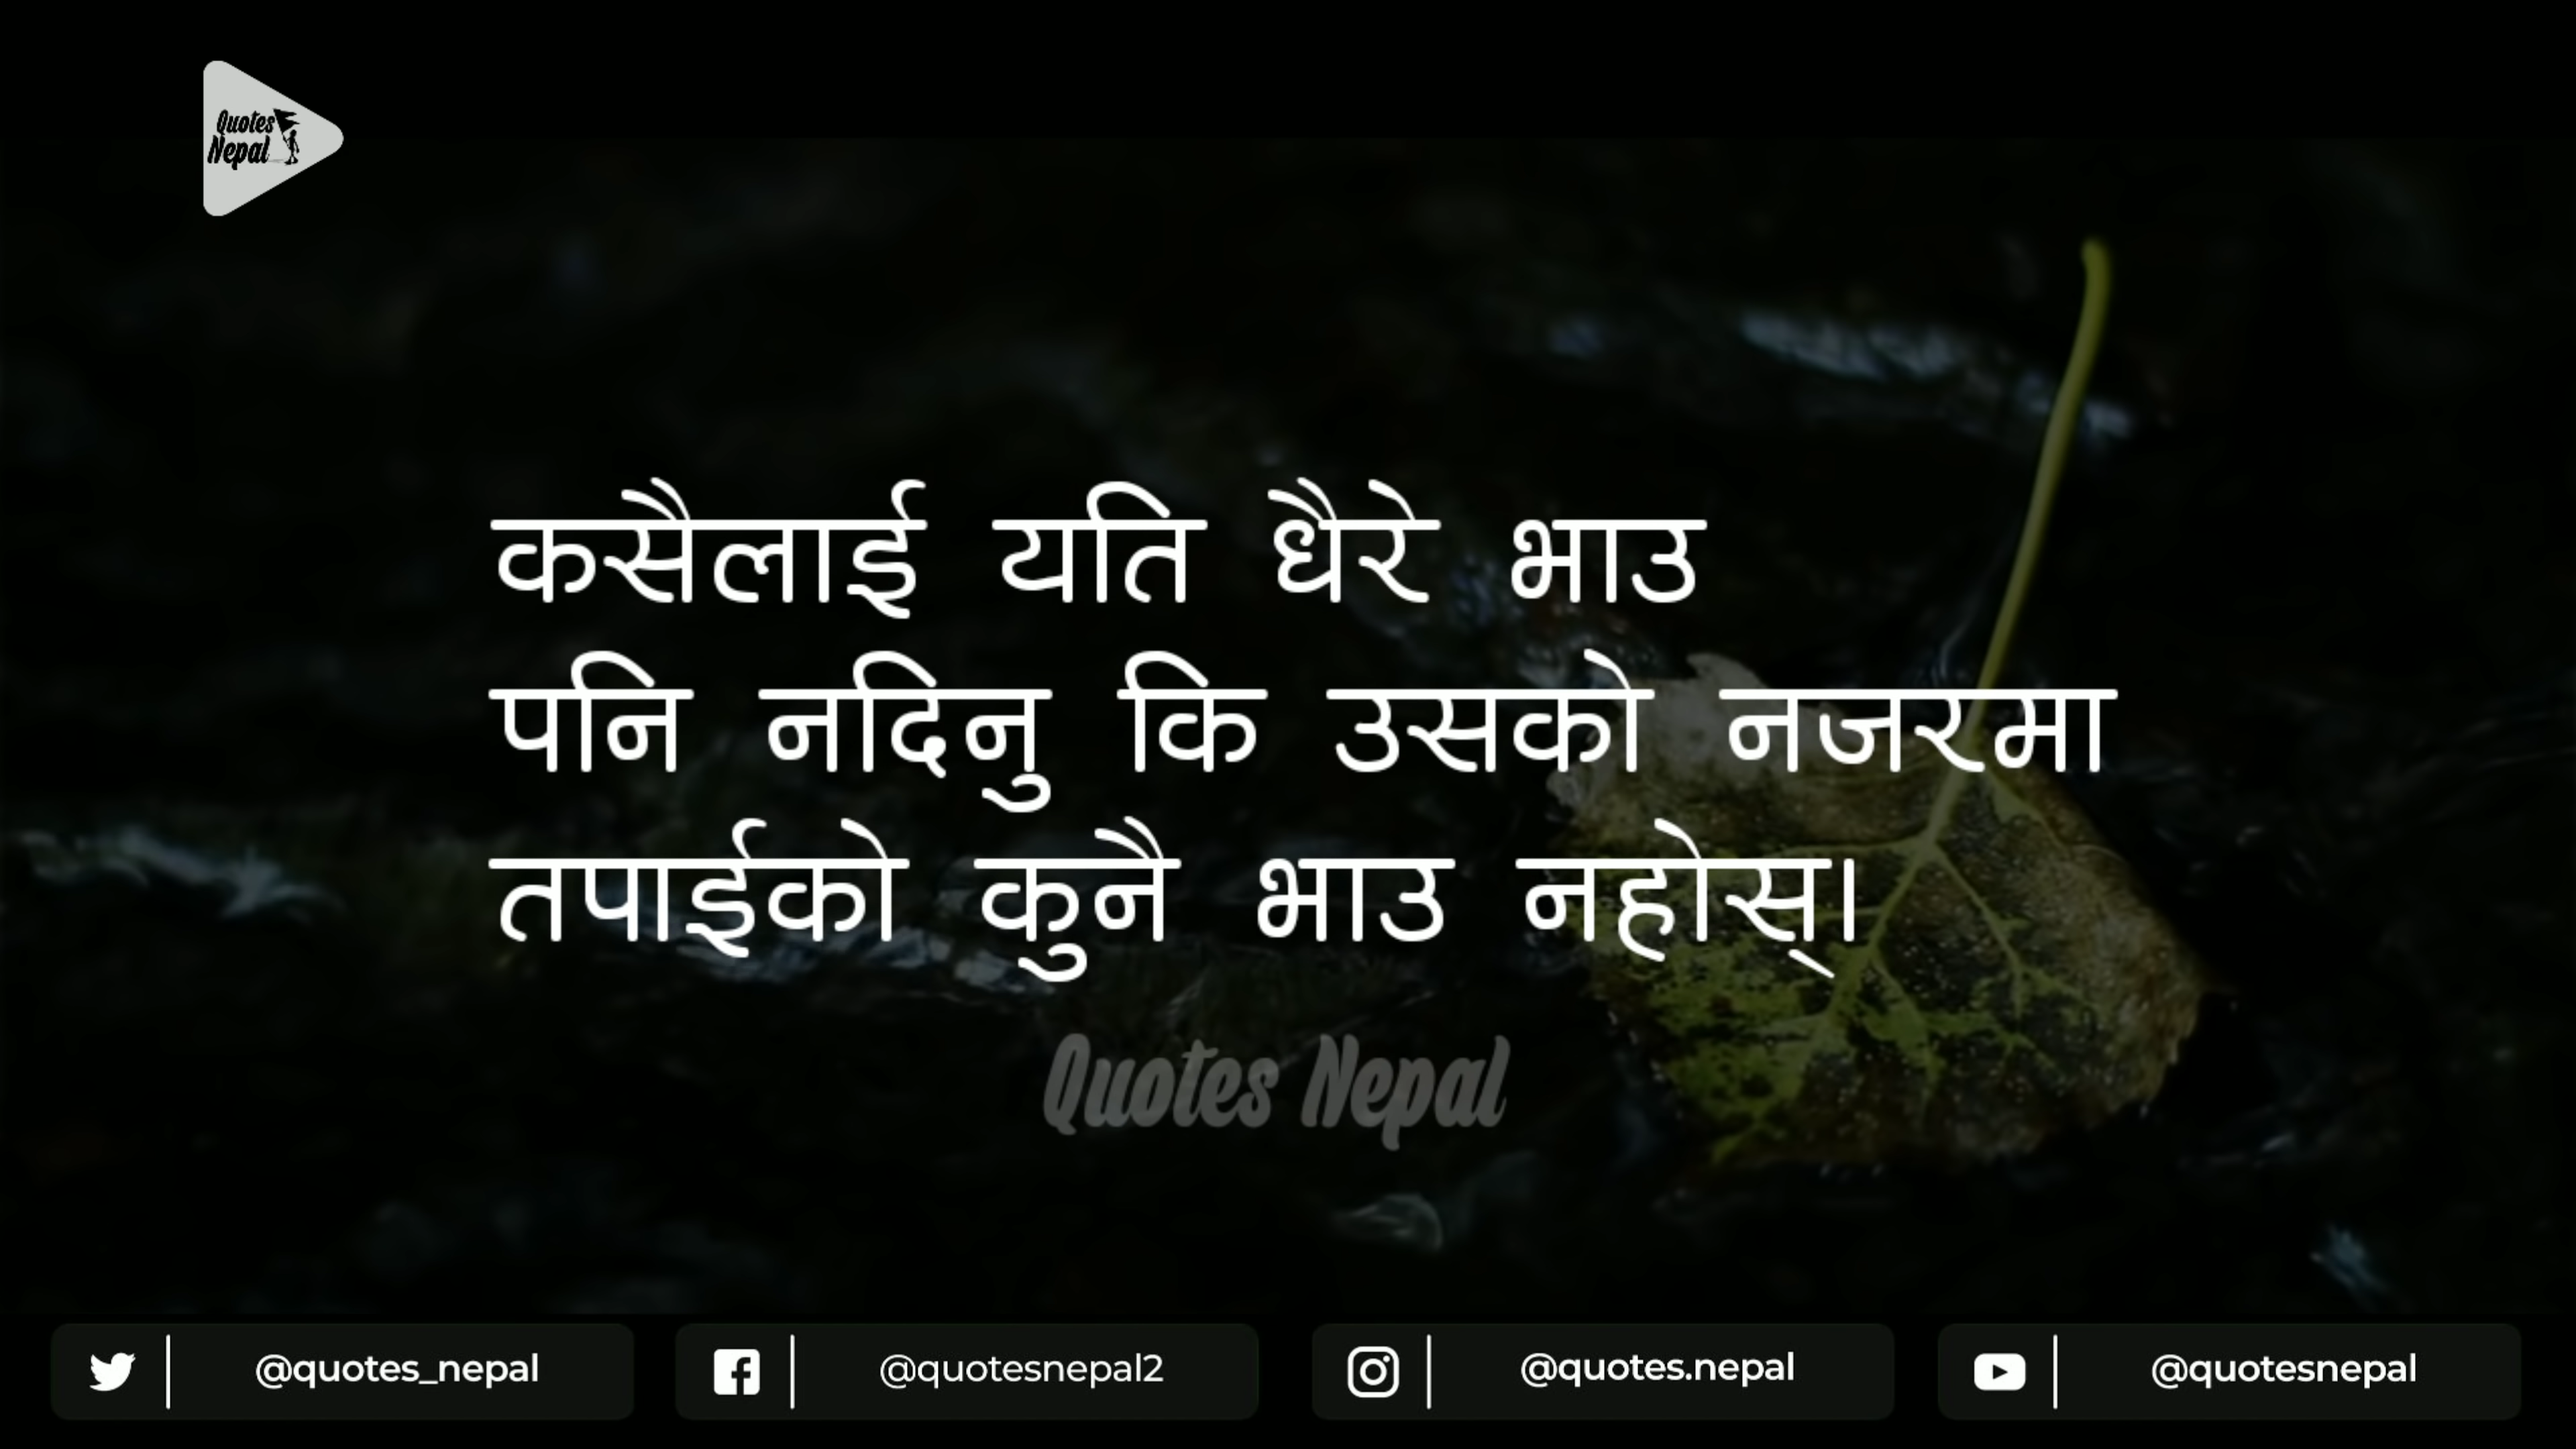 Quotes
Nepal
कसैलाई यति धैरे भाउ
पनि नदिनु कि उसको नजरमा
तपाईको कुनै भाउ नहोस्।
Quotes Nepal
@quotes_nepal
@quotesnepal2
@quotes.nepal
@quotesnepal